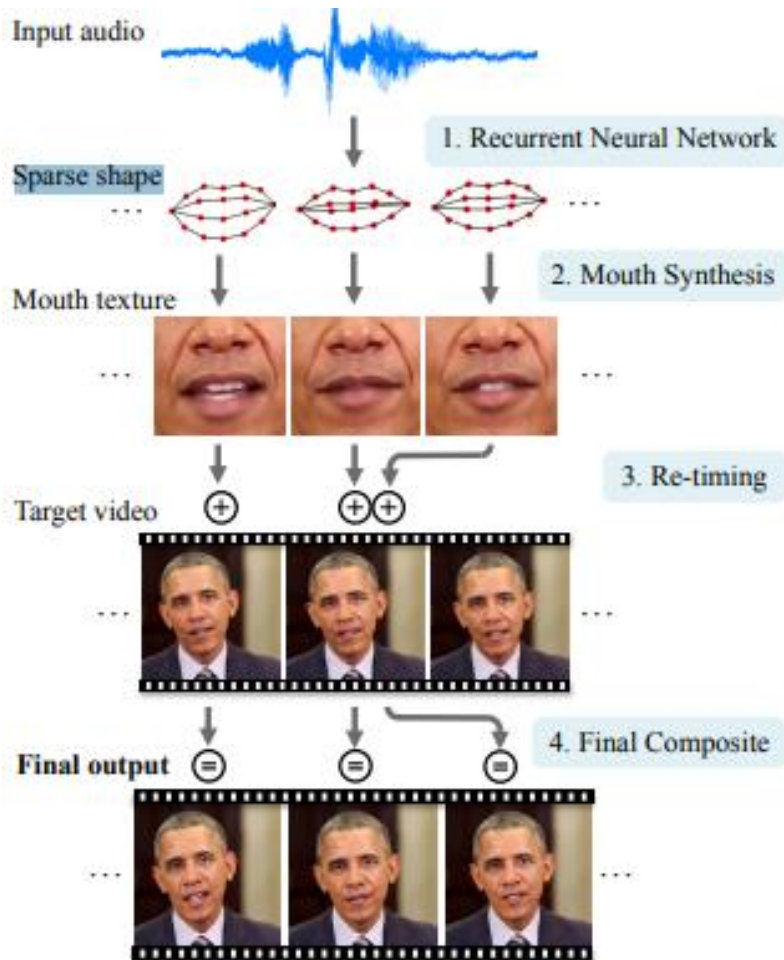 Input audio
1. Recurrent Neural Network
Sparse shape
2. Mouth Synthesis
Mouth texture
3. Re-timing
Target video
4. Final Composite
Final output